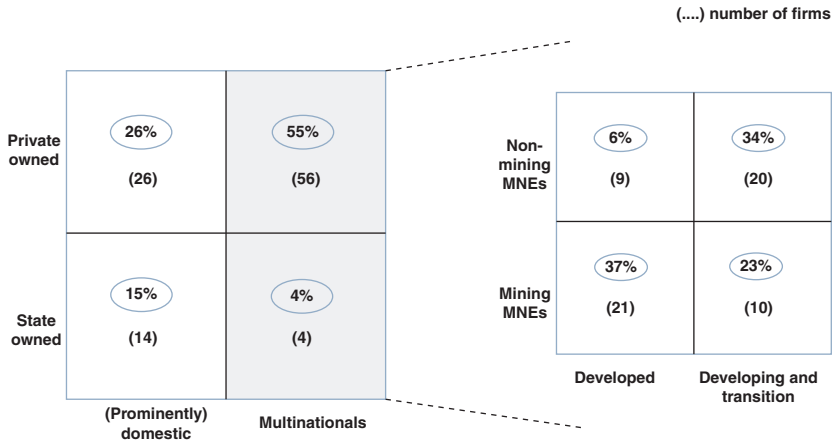 (....) number of firms
Private
owned
26%
(26)
55%
(56)
State
owned
15%
(14)
4%
(4)
(Prominently)
domestic
Multinationals
Non-
mining
MNEs
6%
(9)
34%
(20)
Mining
MNEs
37%
(21)
23%
(10)
Developed
Developing and
transition